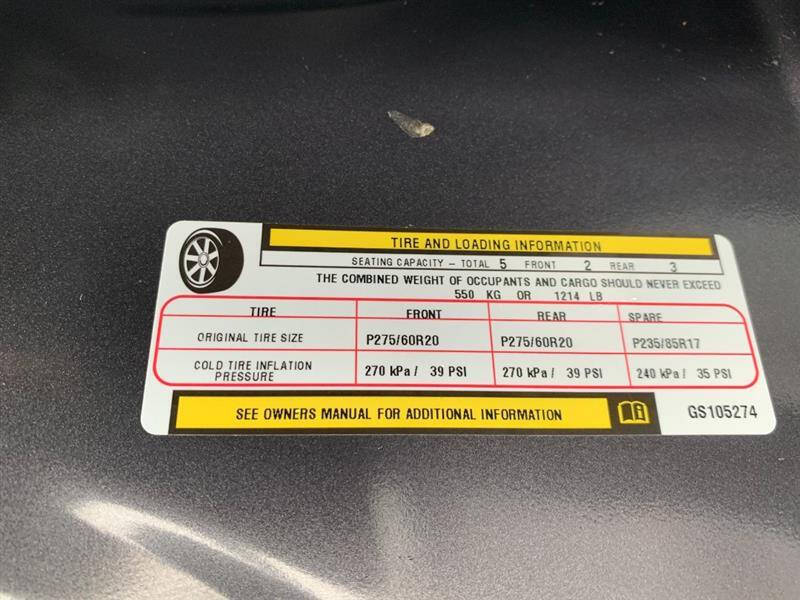 TIRE AND LOADING INFORMATION
SEATING CAPACITY - TOTAL 5 FRONT 2 REAR 3
THE COMBINED WEIGHT OF OCCUPANTS AND CARGO SHOULD NEVER EXCEED
550 KG OR 1214 LB
TIRE FRONT REAR SPARE
ORIGINAL TIRE SIZE P275/60R20 P275/60R20 P235/85R17
COLD TIRE INFLATION
PRESSURE 270 kPa / 39 PSI 270 kPa / 39 PSI 240 kPa / 35 PSI
SEE OWNERS MANUAL FOR ADDITIONAL INFORMATION GS105274